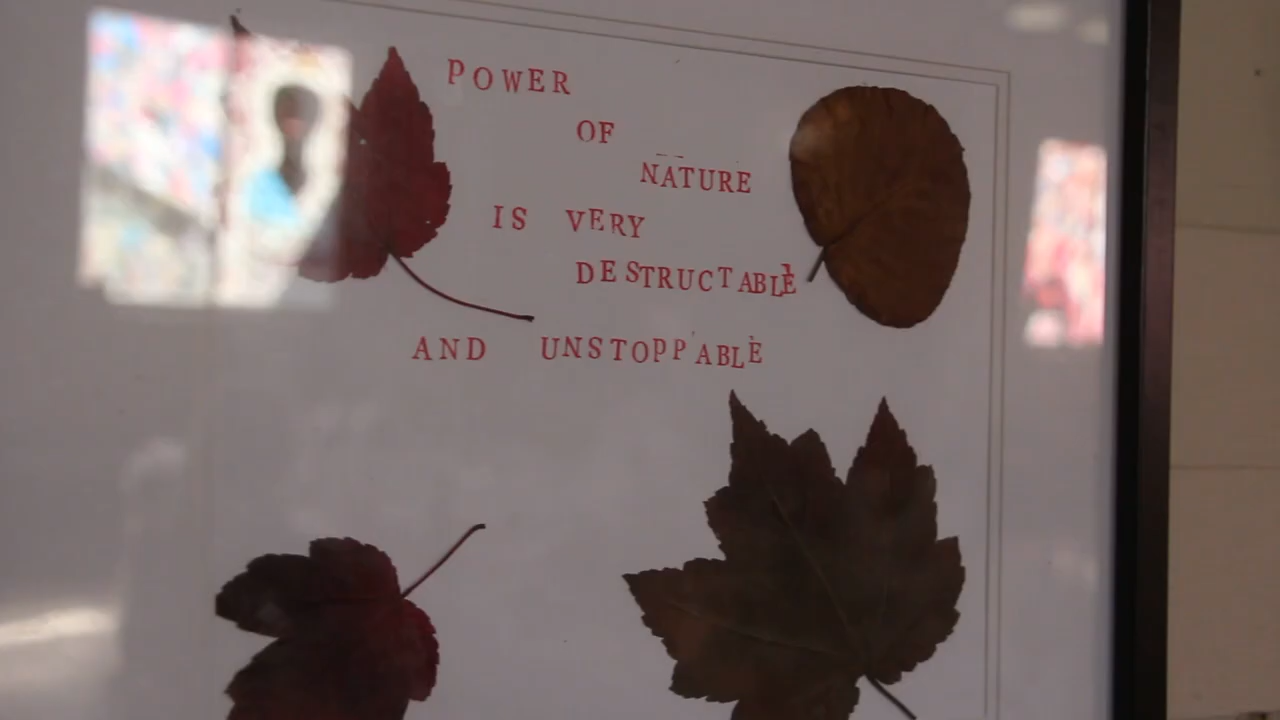 POWER
OF
NATURE
IS VERY
DESTRUCTABLE
AND UNSTOPPABLE